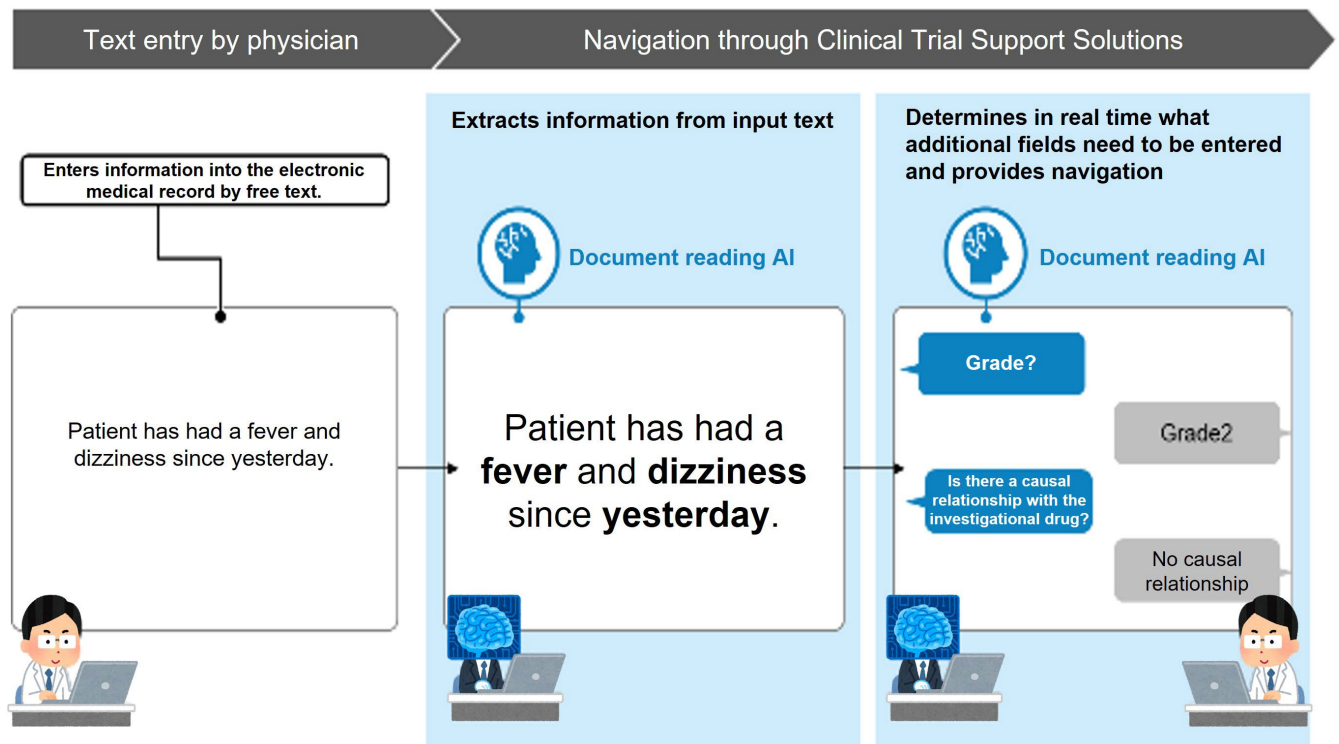 Text entry by physician
Navigation through Clinical Trial Support Solutions
Enters information into the electronic
medical record by free text.
Patient has had a fever and
dizziness since yesterday.
Extracts information from input text
Document reading AI
Patient has had a
fever and dizziness
since yesterday.
Determines in real time what
additional fields need to be entered
and provides navigation
Document reading AI
Grade?
Grade2
Is there a causal
relationship with the
investigational drug?
No causal
relationship